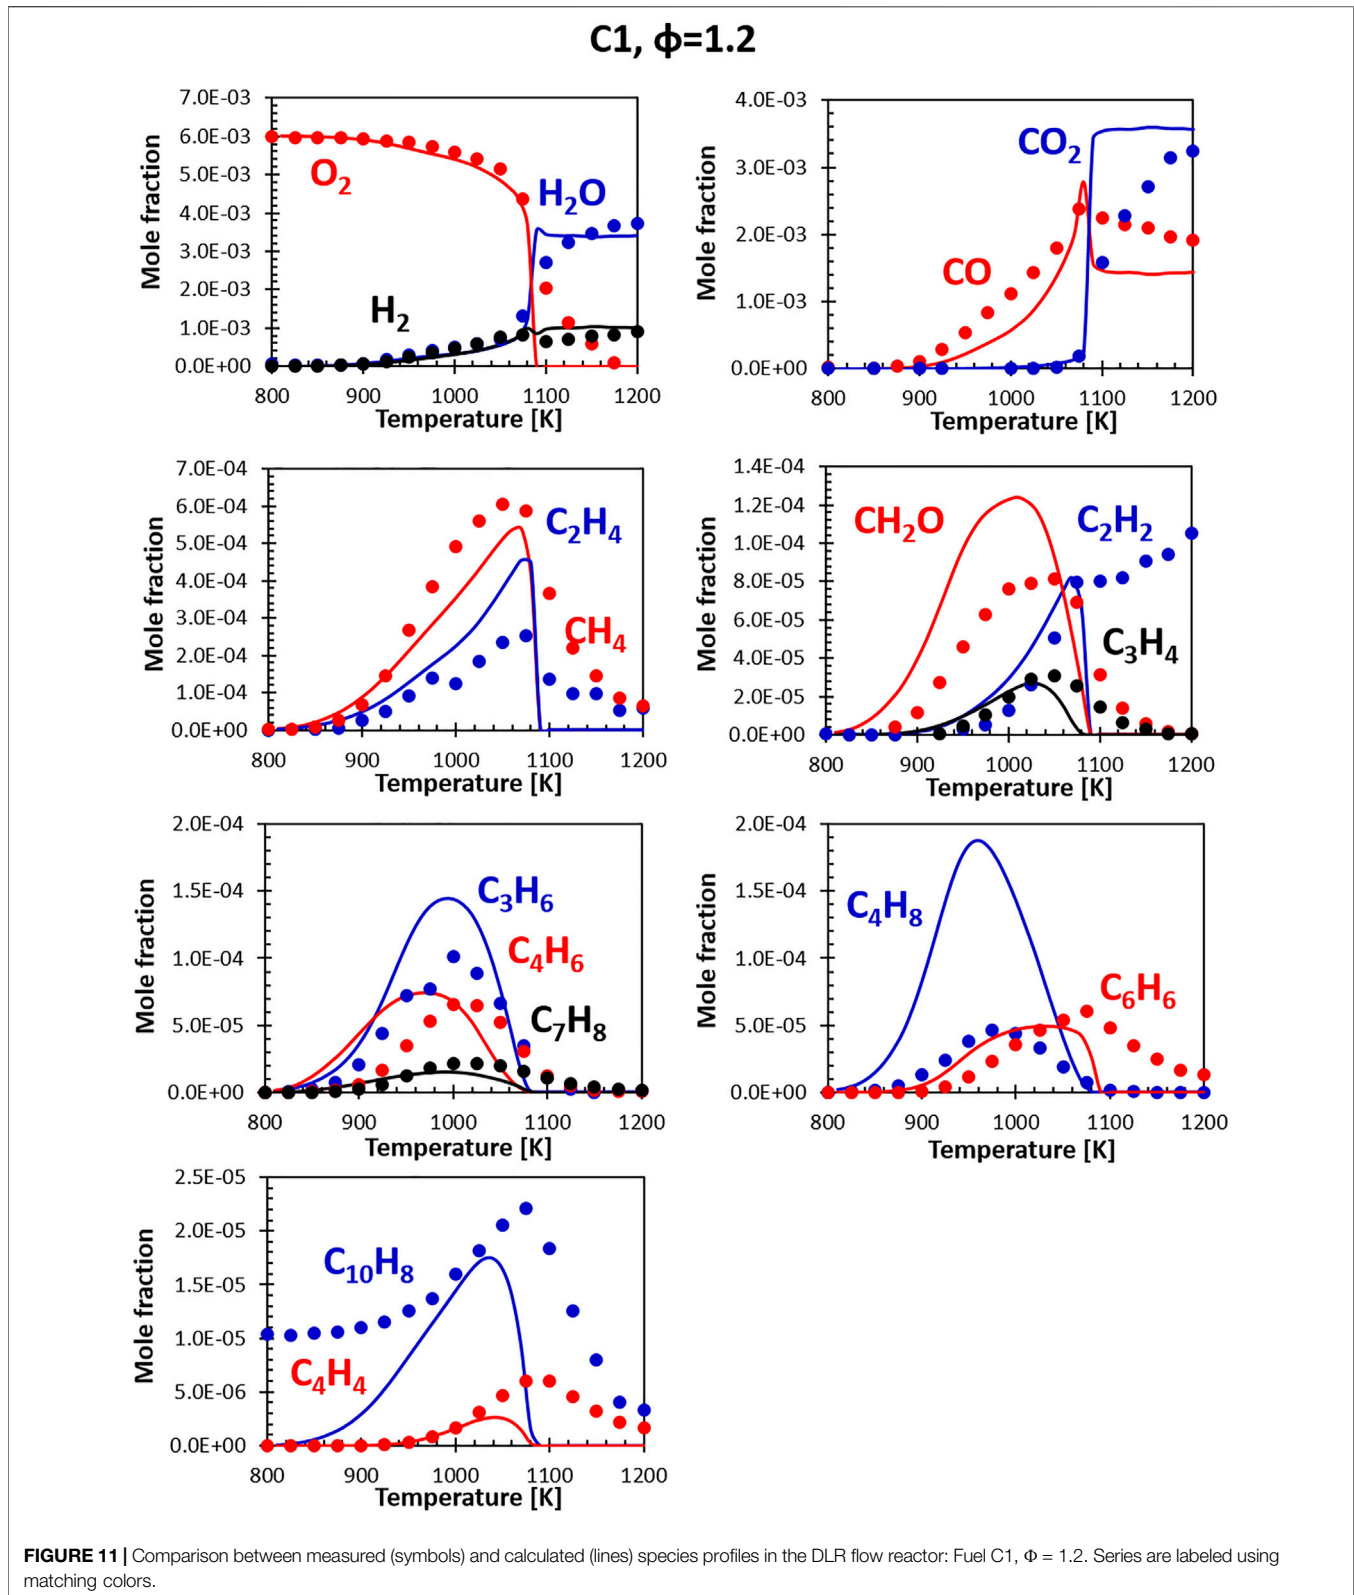 C1, ϕ=1.2
7.0E-03
6.0E-03
5.0E-03
4.0E-03
3.0E-03
2.0E-03
1.0E-03
0.0E+00
Mole fraction
O₂
H₂O
H₂
800 900 1000 1100 1200
Temperature [K]
4.0E-03
3.0E-03
2.0E-03
1.0E-03
0.0E+00
Mole fraction
CO₂
CO
800 900 1000 1100 1200
Temperature [K]
7.0E-04
6.0E-04
5.0E-04
4.0E-04
3.0E-04
2.0E-04
1.0E-04
0.0E+00
Mole fraction
C₂H₄
CH₄
800 900 1000 1100 1200
Temperature [K]
1.4E-04
1.2E-04
1.0E-04
8.0E-05
6.0E-05
4.0E-05
2.0E-05
0.0E+00
Mole fraction
CH₂O
C₂H₂
C₃H₄
800 900 1000 1100 1200
Temperature [K]
2.0E-04
1.5E-04
1.0E-04
5.0E-05
0.0E+00
Mole fraction
C₃H₆
C₄H₆
C₇H₈
800 900 1000 1100 1200
Temperature [K]
2.0E-04
1.5E-04
1.0E-04
5.0E-05
0.0E+00
Mole fraction
C₄H₈
C₆H₆
800 900 1000 1100 1200
Temperature [K]
2.5E-05
2.0E-05
1.5E-05
1.0E-05
5.0E-06
0.0E+00
Mole fraction
C₁₀H₈
C₄H₄
800 900 1000 1100 1200
Temperature [K]
FIGURE 11 | Comparison between measured (symbols) and calculated (lines) species profiles in the DLR flow reactor: Fuel C1, Φ = 1.2. Series are labeled using
matching colors.